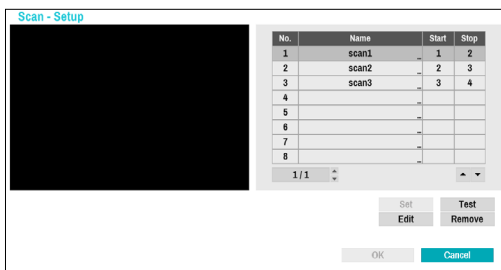 Scan - Setup
No. Name Start Stop
1 scan1 ... 1 2
2 scan2 ... 2 3
3 scan3 ... 3 4
4 ...
5 ...
6 ...
7 ...
8 ...
1 / 1
Set Test
Edit Remove
OK Cancel